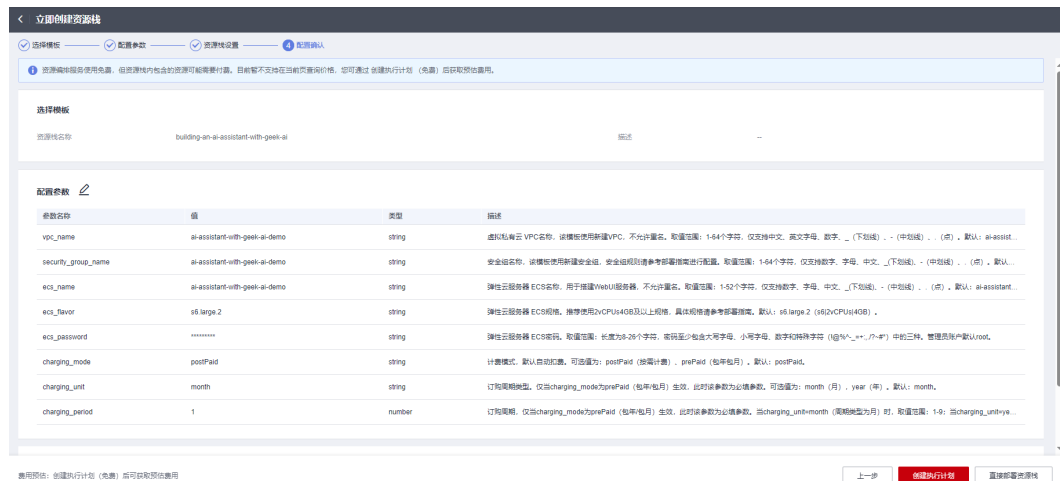 立即创建资源栈
选择模板 配置参数 资源栈设置 4 配置确认
资源编排服务使用免费，但资源栈内包含的资源可能需要付费。目前暂不支持在当前页查询价格，您可通过 创建执行计划 （免费）后获取预估费用。
选择模板
资源栈名称 building-an-ai-assistant-with-geek-ai 描述 --
配置参数
参数名称 值 类型 描述
vpc_name ai-assistant-with-geek-ai-demo string 虚拟私有云 VPC名称，该模板使用新建VPC，不允许重名。取值范围：1-64个字符，仅支持中文、英文字母、数字、_（下划线）、-（中划线）、.（点）。默认：ai-assist...
security_group_name ai-assistant-with-geek-ai-demo string 安全组名称，该模板使用新建安全组，安全组规则请参考部署指南进行配置。取值范围：1-64个字符，仅支持数字、字母、中文、_(下划线)、-（中划线）、.（点）。默认...
ecs_name ai-assistant-with-geek-ai-demo string 弹性云服务器 ECS名称，用于搭建WebUI服务器，不允许重名。取值范围：1-52个字符，仅支持数字、字母、中文、_(下划线)、-（中划线）、.（点）。默认：ai-assistant...
ecs_flavor s6.large.2 string 弹性云服务器 ECS规格，推荐使用2vCPUs4GB及以上规格，具体规格请参考部署指南。默认：s6.large.2（s6|2vCPUs|4GB）。
ecs_password ********* string 弹性云服务器 ECS密码。取值范围：长度为8-26个字符，密码至少包含大写字母、小写字母、数字和特殊字符（!@%^-_=+:,./?~#*）中的三种。管理员账户默认root。
charging_mode postPaid string 计费模式，默认自动扣费。可选值为：postPaid（按需计费）、prePaid（包年包月）。默认：postPaid。
charging_unit month string 订购周期类型。仅当charging_mode为prePaid（包年/包月）生效，此时该参数为必填参数。可选值为：month（月）、year（年）。默认：month。
charging_period 1 number 订购周期，仅当charging_mode为prePaid（包年/包月）生效，此时该参数为必填参数。当charging_unit=month（周期类型为月）时，取值范围：1-9；当charging_unit=ye...
费用预估：创建执行计划（免费）后可获取预估费用 上一步 创建执行计划 直接部署资源栈